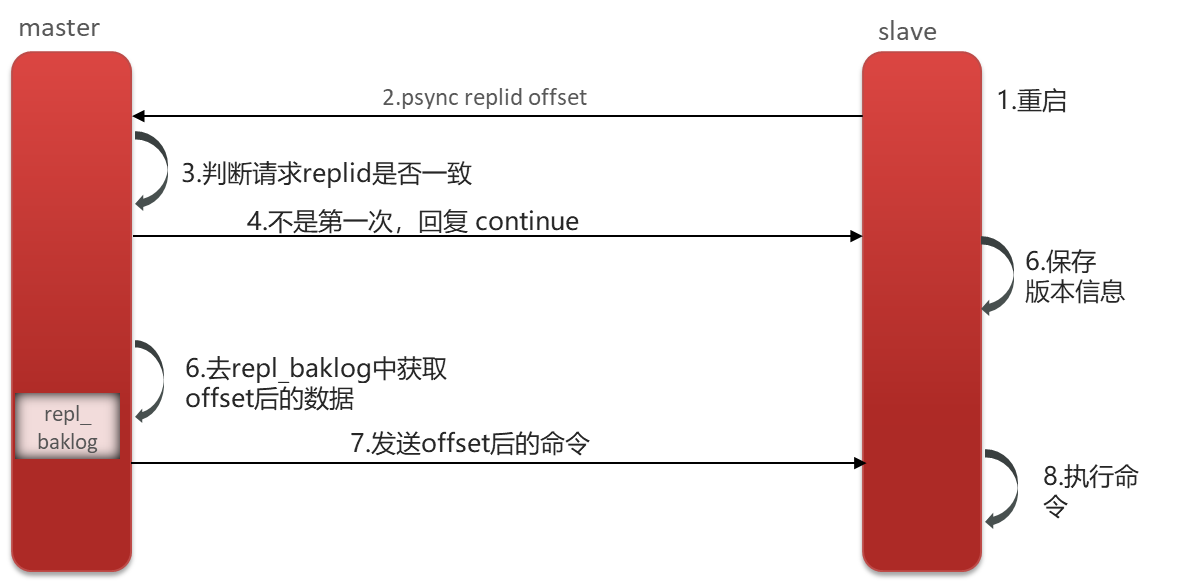 master
slave
2.psync replid offset
1.重启
3.判断请求replid是否一致
4.不是第一次，回复 continue
6.保存
版本信息
6.去repl_baklog中获取
offset后的数据
repl_
baklog
7.发送offset后的命令
8.执行命
令